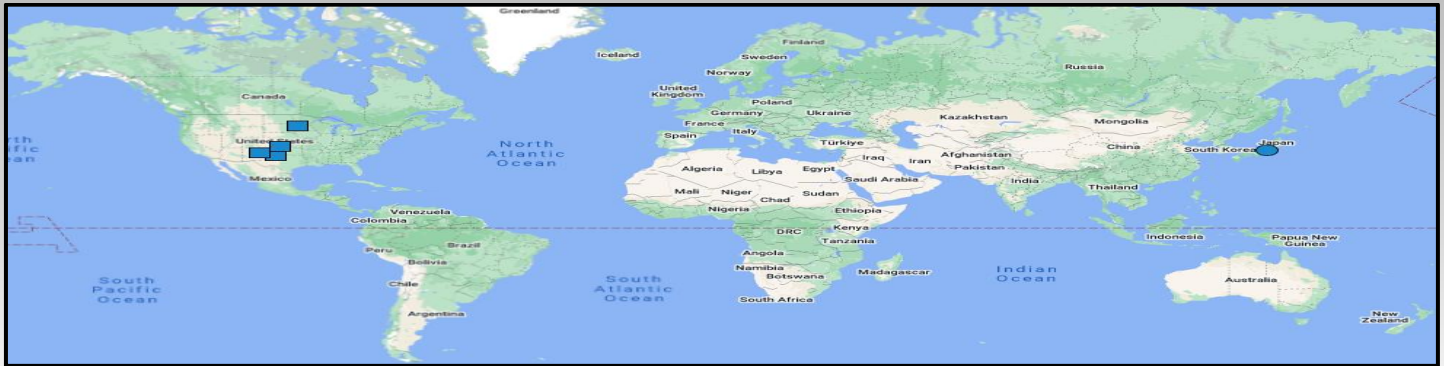 Greenland
Iceland
Finland
Sweden
Norway
Russia
United
Kingdom
Canada
Poland
Germany
Ukraine
France
Kazakhstan
Mongolia
Italy
Spain
United States
North
Atlantic
Ocean
Türkiye
Japan
South Korea
China
Iraq
Iran
Afghanistan
Pakistan
Algeria
Libya
Egypt
Saudi Arabia
India
Mexico
Mali
Niger
Chad
Sudan
Thailand
Venezuela
Colombia
Nigeria
Ethiopia
Kenya
DRC
Tanzania
Indonesia
Papua New
Guinea
Peru
Brazil
Bolivia
Angola
Namibia
Botswana
Madagascar
Indian
Ocean
South
Pacific
Ocean
Chile
South
Atlantic
Ocean
South Africa
Australia
Argentina
New
Zealand